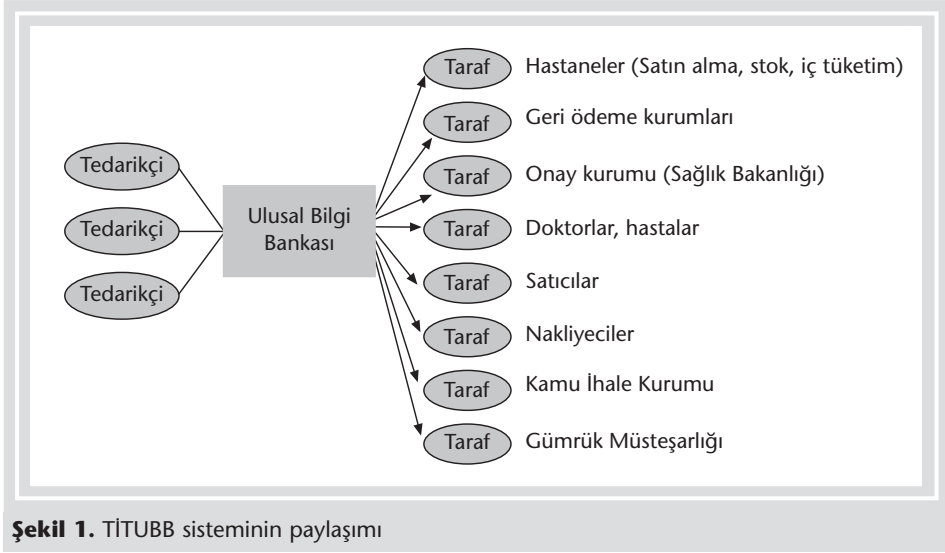 Taraf Hastaneler (Satın alma, stok, iç tüketim)
Taraf Geri ödeme kurumları
Tedarikçi
Taraf Onay kurumu (Sağlık Bakanlığı)
Tedarikçi
Ulusal Bilgi
Bankası
Taraf Doktorlar, hastalar
Tedarikçi
Taraf Satıcılar
Taraf Nakliyeciler
Taraf Kamu İhale Kurumu
Taraf Gümrük Müsteşarlığı
Şekil 1. TİTUBB sisteminin paylaşımı